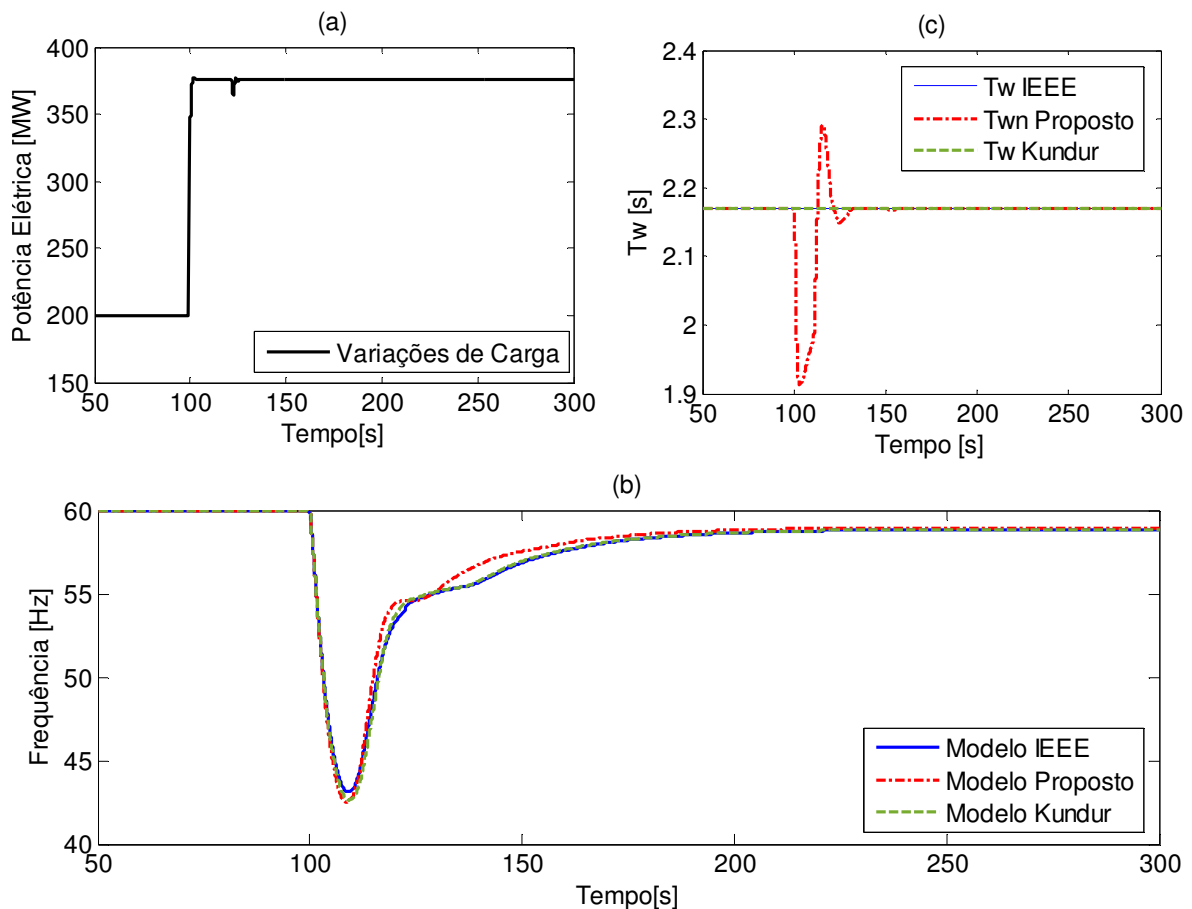 (a)
Potência Elétrica [MW]
400
350
300
250
200
150
Variações de Carga
50
100
150
200
250
300
Tempo[s]
(c)
Tw [s]
2.4
2.3
2.2
2.1
2
1.9
Tw IEEE
Twn Proposto
Tw Kundur
50
100
150
200
250
300
Tempo [s]
(b)
Frequência [Hz]
60
55
50
45
40
Modelo IEEE
Modelo Proposto
Modelo Kundur
50
100
150
200
250
300
Tempo[s]